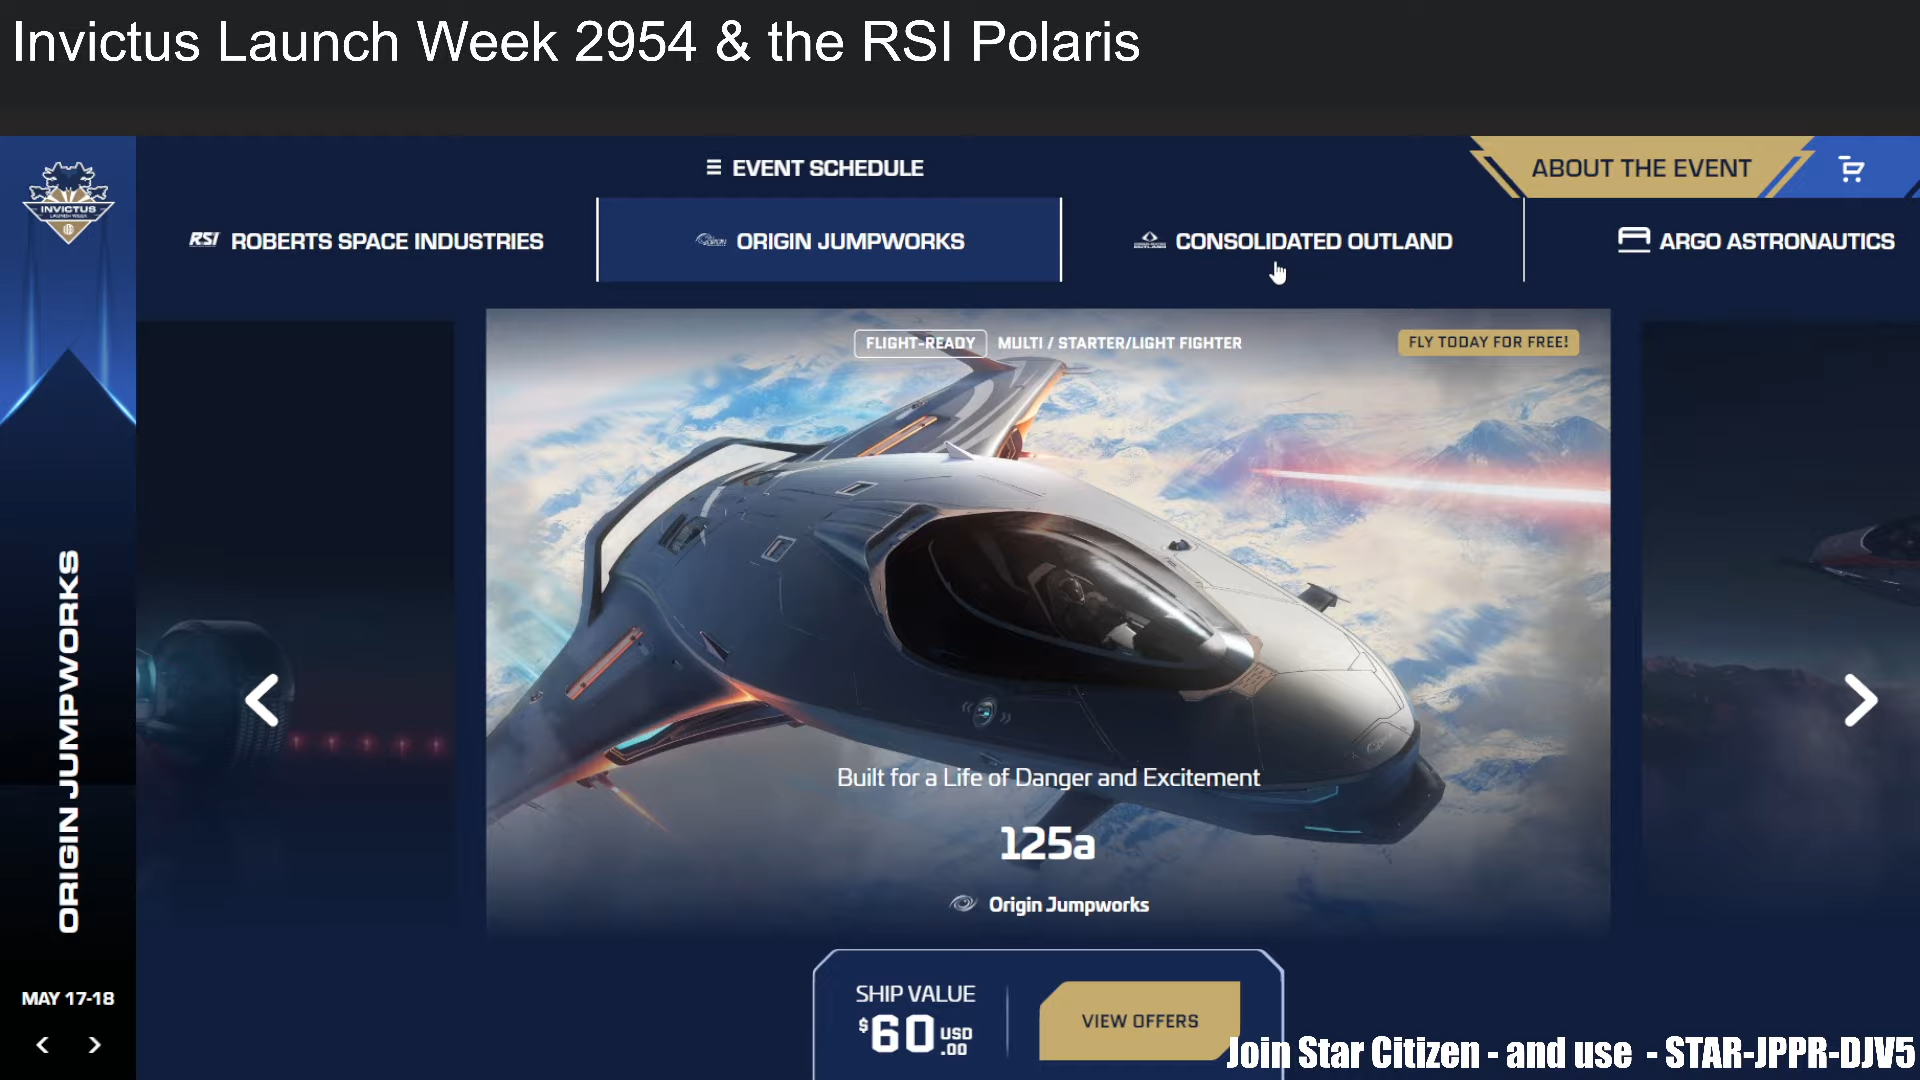 Invictus Launch Week 2954 & the RSI Polaris
INVICTUS
LAUNCH WEEK
EVENT SCHEDULE
ABOUT THE EVENT
RSI ROBERTS SPACE INDUSTRIES
ORIGIN JUMPWORKS
CONSOLIDATED OUTLAND
ARGO ASTRONAUTICS
FLIGHT-READY
MULTI / STARTER/LIGHT FIGHTER
FLY TODAY FOR FREE!
ORIGIN JUMPWORKS
Built for a Life of Danger and Excitement
125a
Origin Jumpworks
MAY 17-18
SHIP VALUE
$60 USD .00
VIEW OFFERS
Join Star Citizen - and use - STAR-JPPR-DJV5